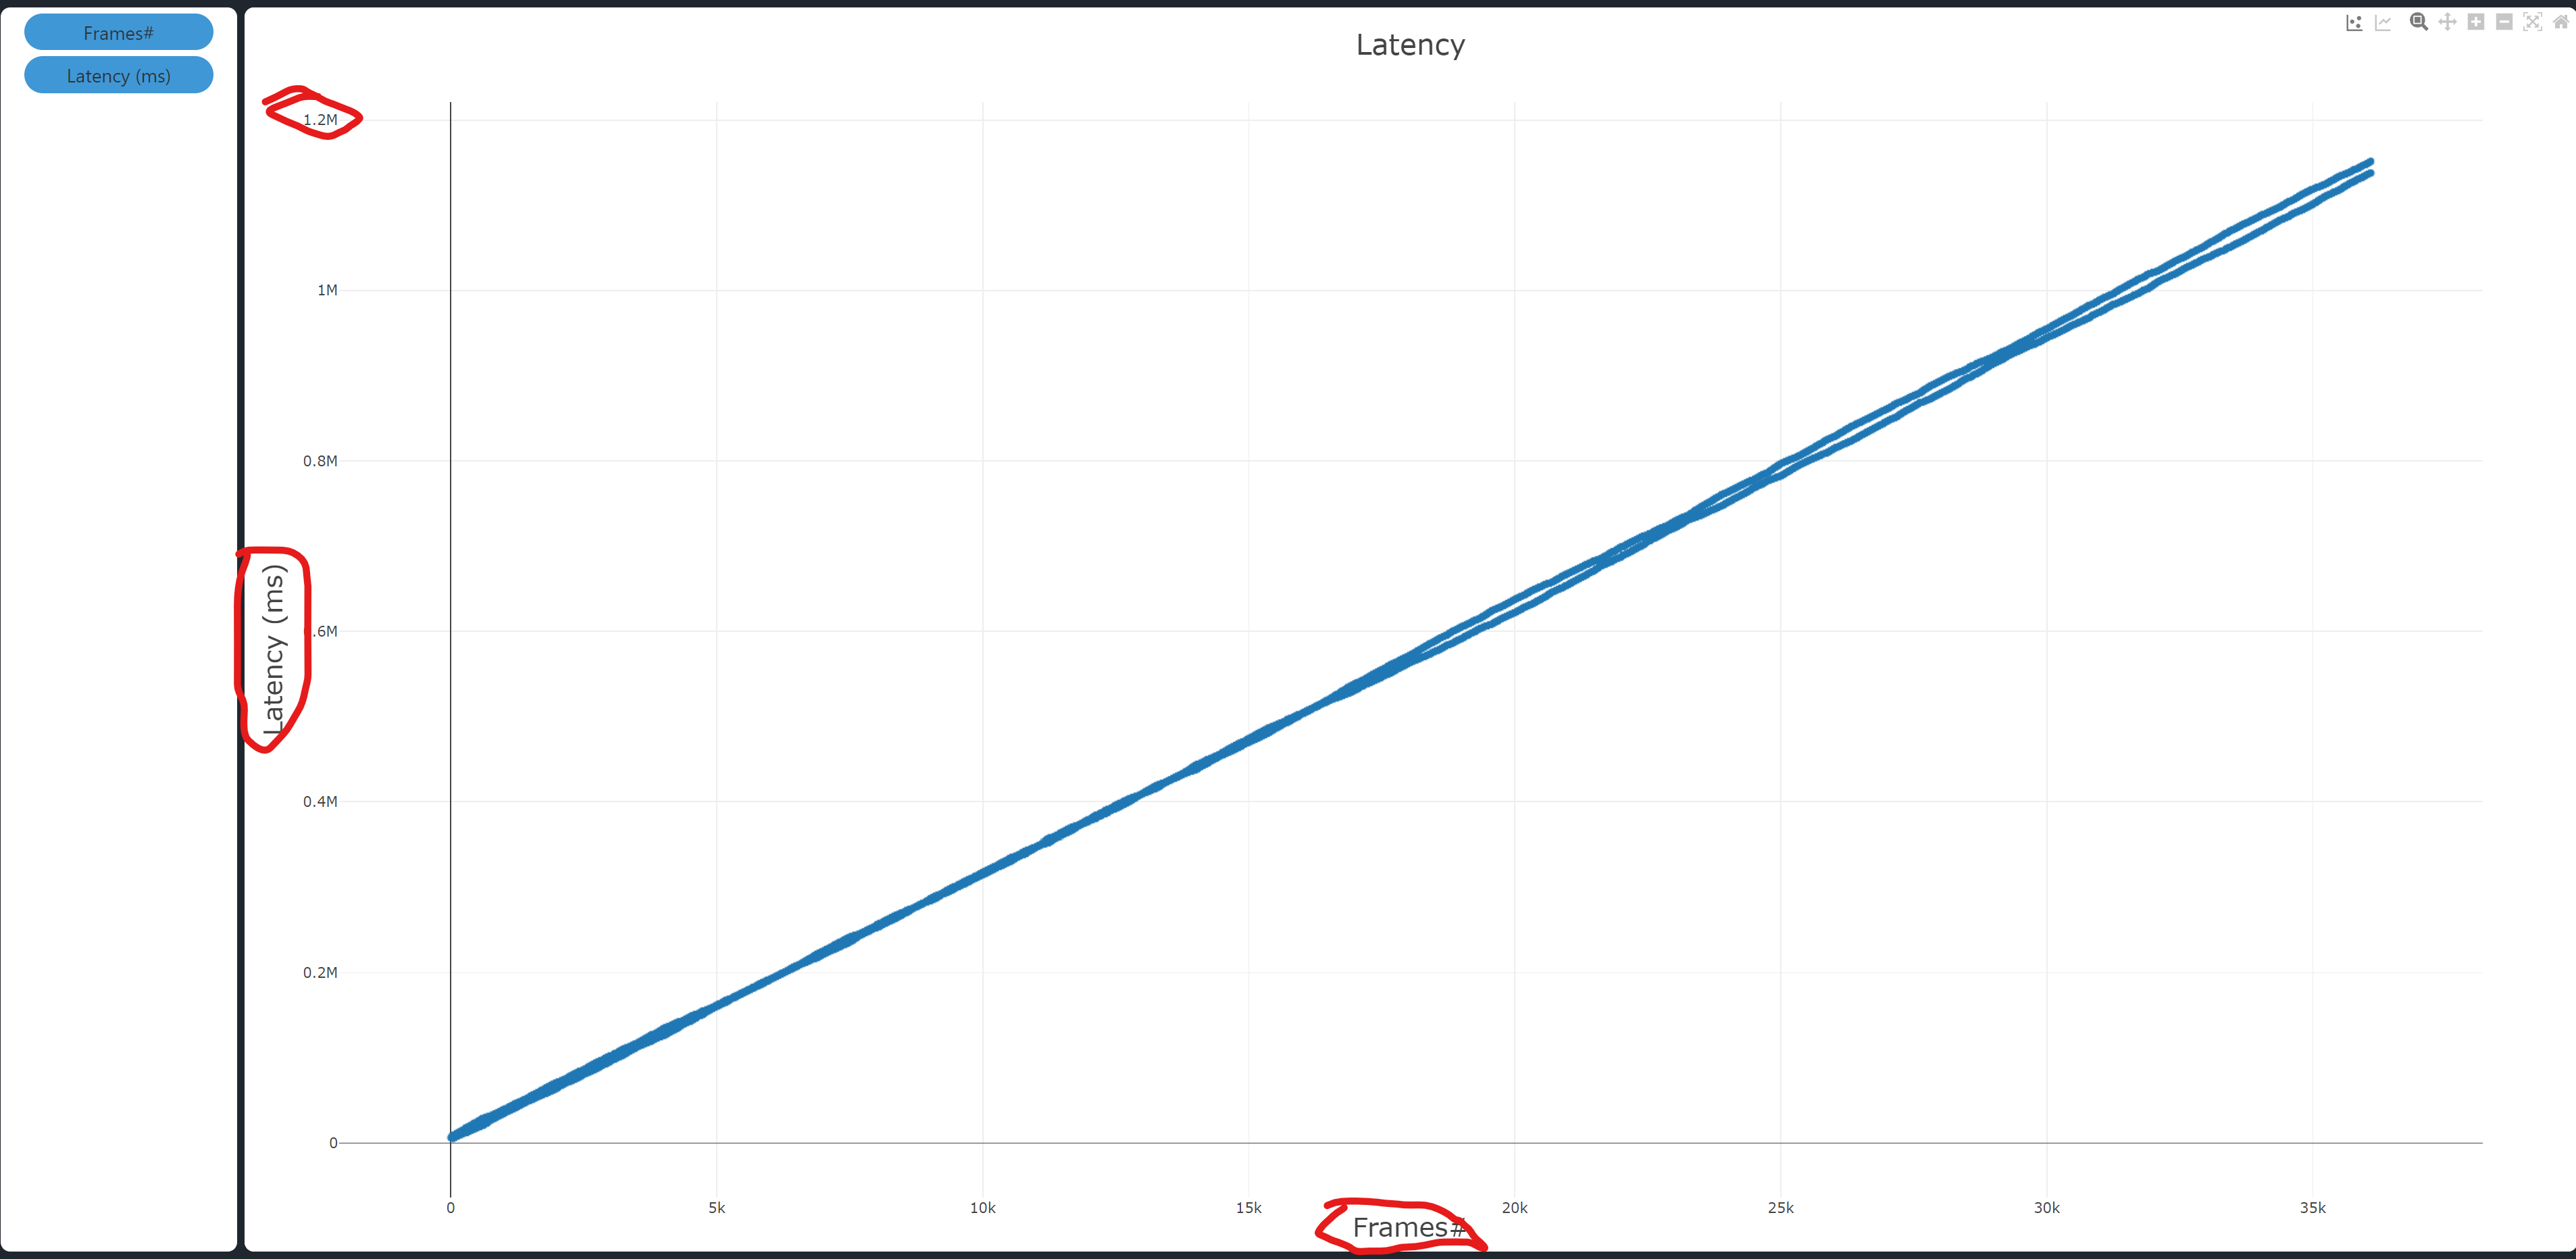 Frames#
Latency (ms)
Latency
1.2M
1M
0.8M
.6M
0.4M
0.2M
0
Latency (ms)
0 5k 10k 15k 20k 25k 30k 35k
Frames#